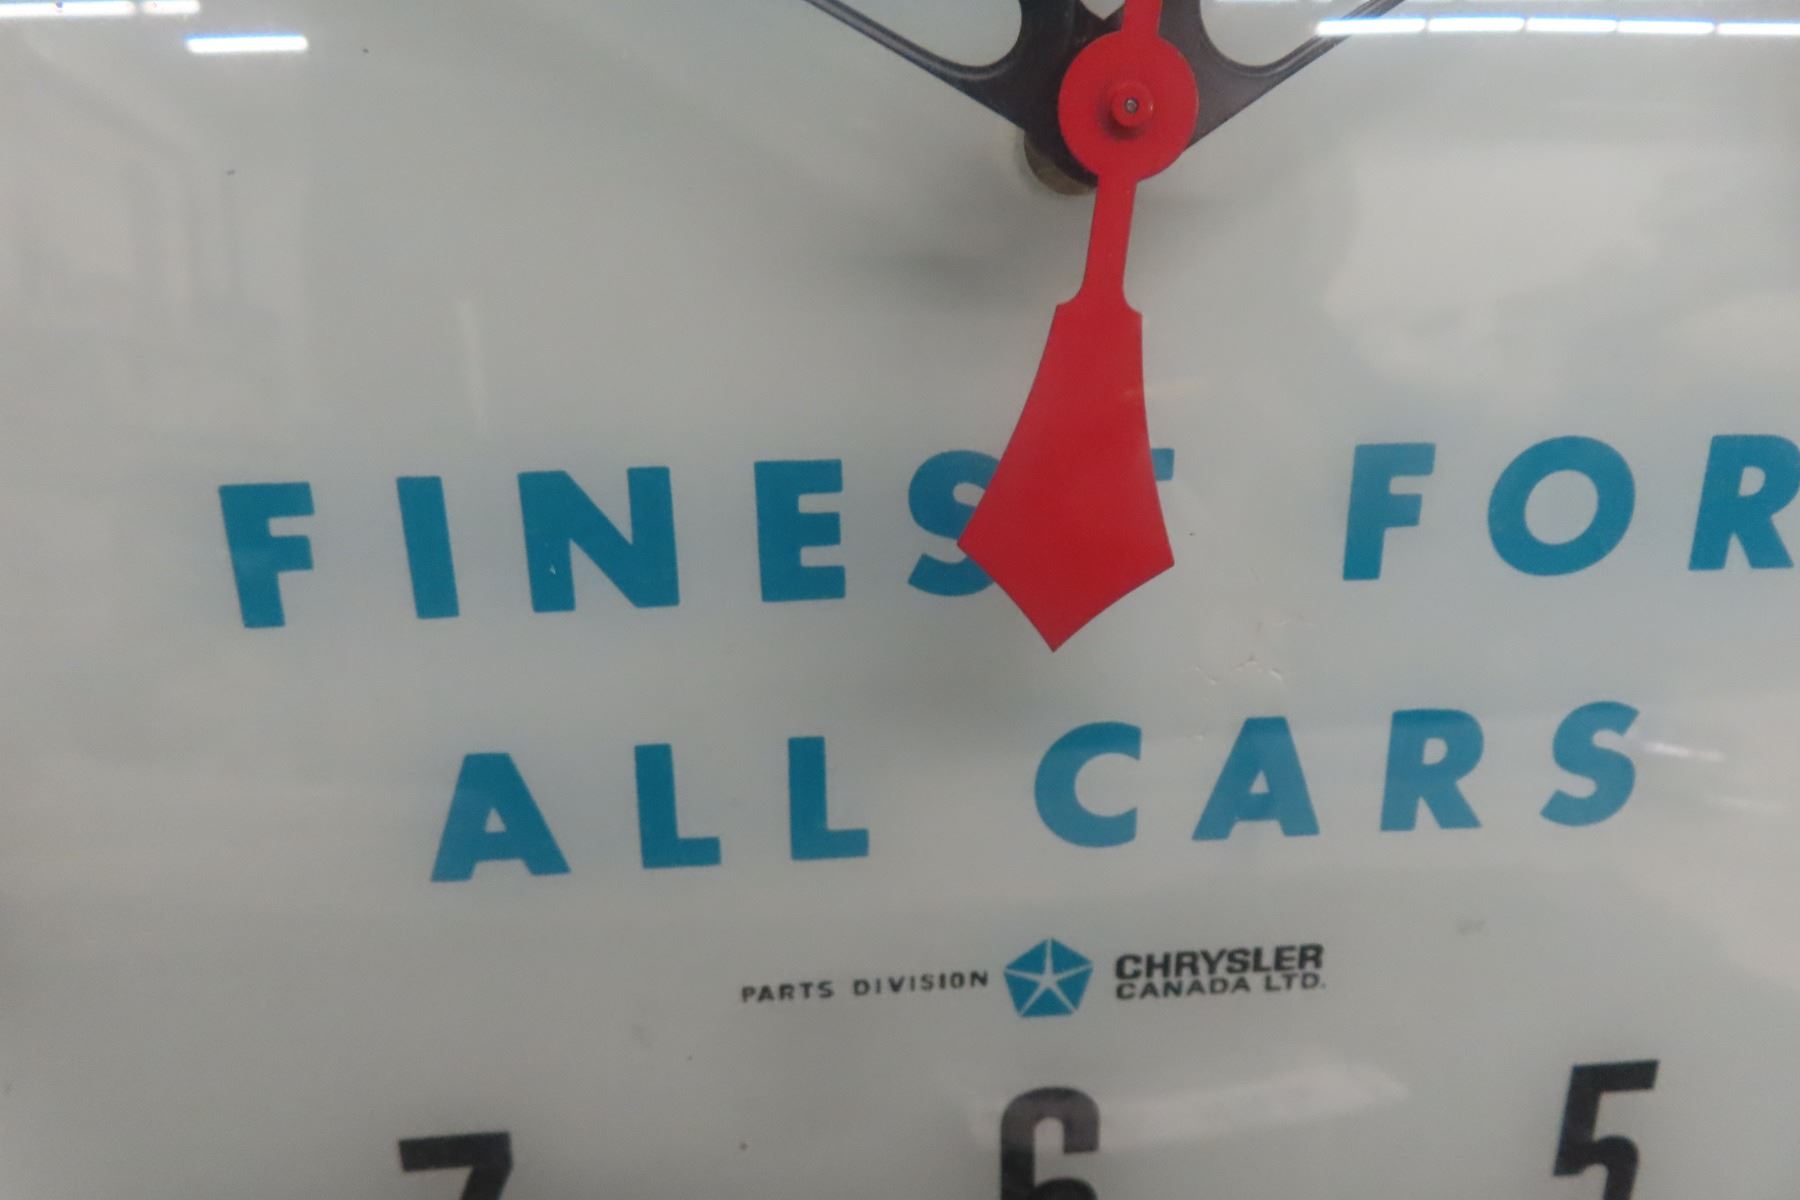 FINEST FOR
ALL CARS
PARTS DIVISION CHRYSLER
CANADA LTD.
7 6 5